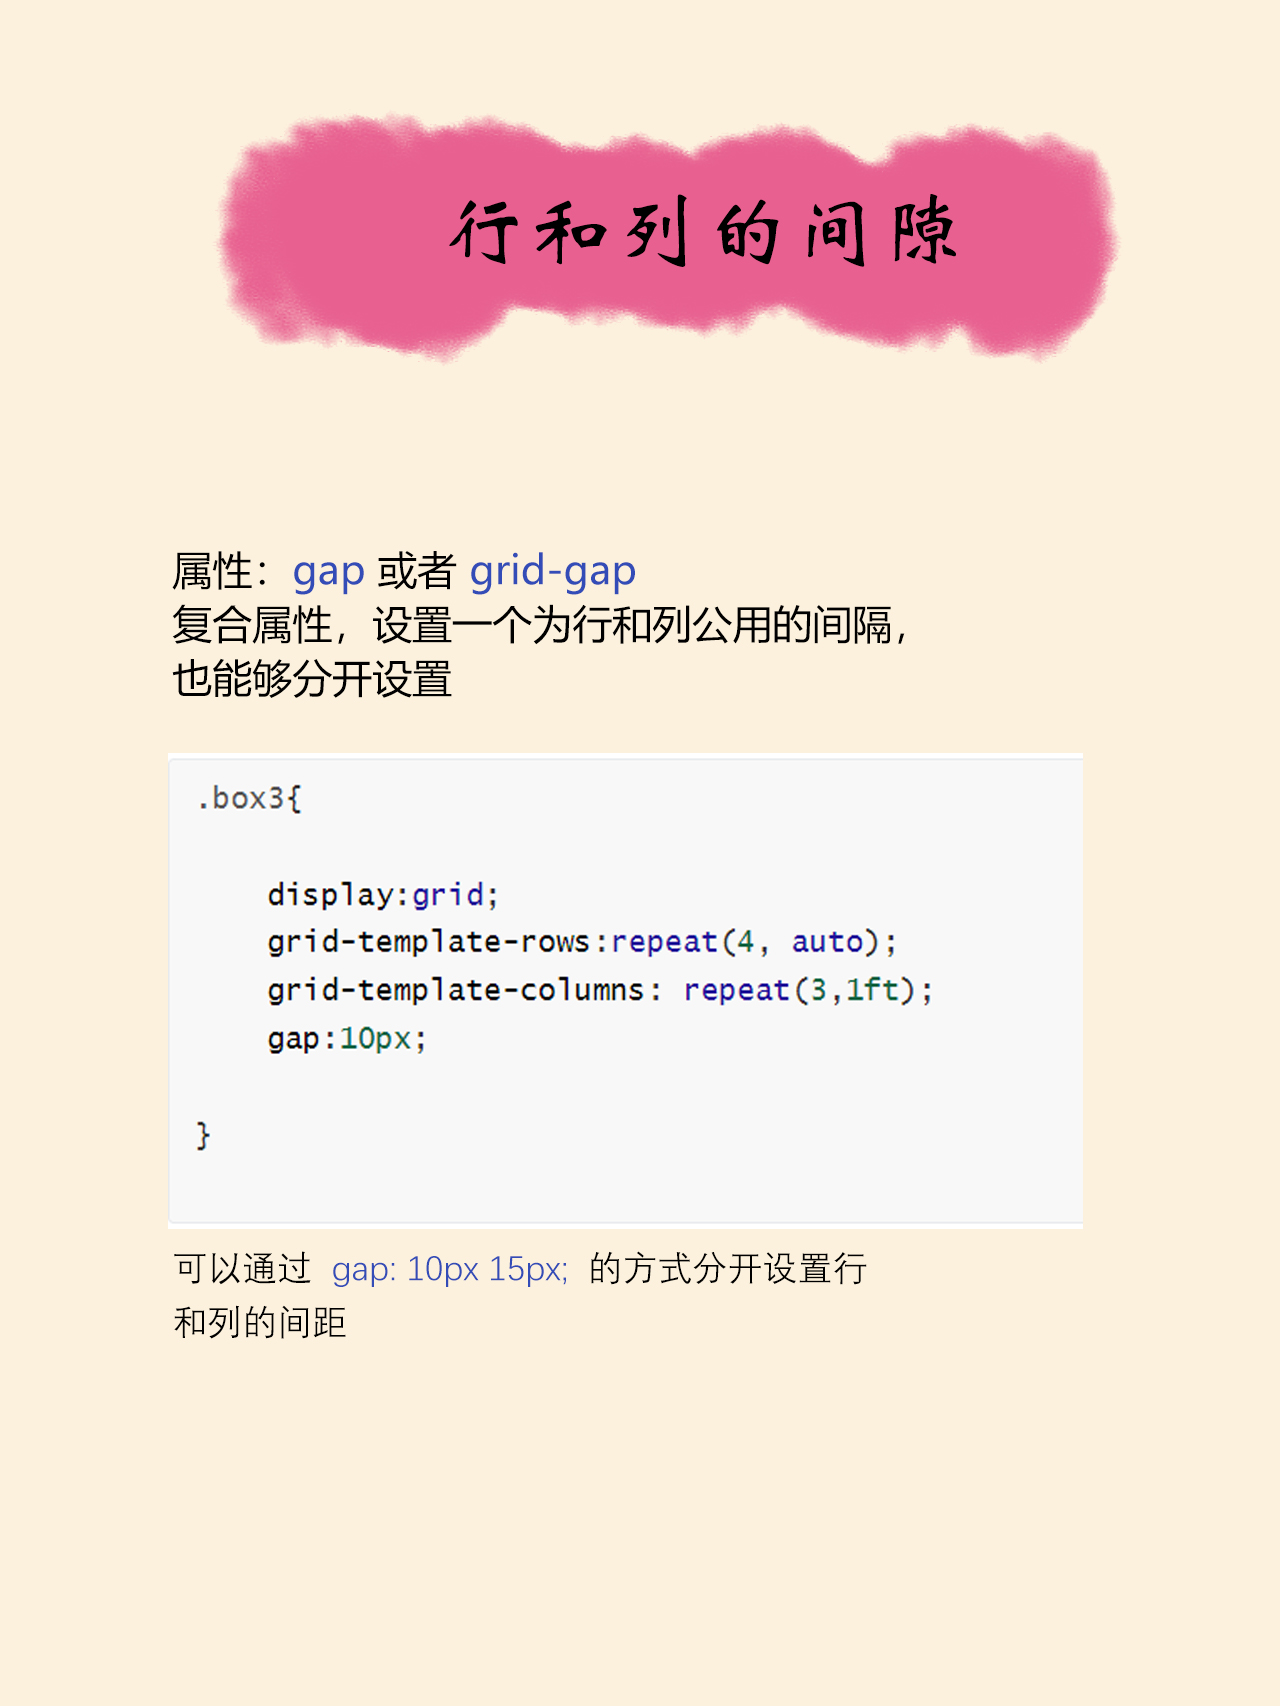 行和列的间隙
属性：gap 或者 grid-gap
复合属性，设置一个为行和列公用的间隔，
也能够分开设置
.box3{
display:grid;
grid-template-rows:repeat(4, auto);
grid-template-columns: repeat(3,1ft);
gap:10px;
}
可以通过 gap: 10px 15px; 的方式分开设置行
和列的间距